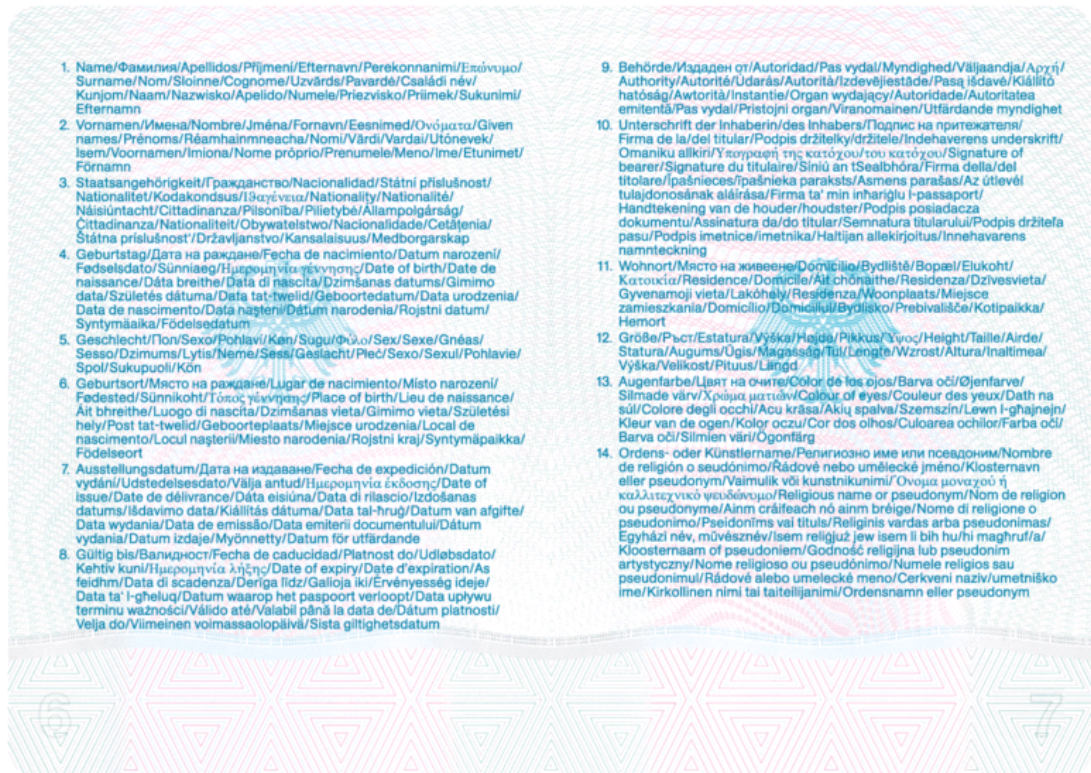 1. Name/Фамилия/Apellidos/Příjmení/Efternavn/Perekonnanimi/Επώνυμο/
Surname/Nom/Sloinne/Cognome/Uzvārds/Pavardė/Családi név/
Kunjom/Naam/Nazwisko/Apelido/Numele/Priezvisko/Priimek/Sukunimi/
Efternamn
2. Vornamen/Имена/Nombre/Jména/Fornavn/Eesnimed/Ονόματα/Given
names/Prénoms/Réamhainmneacha/Nomi/Vārdi/Vardai/Utónevek/
Isem/Voornamen/Imiona/Nome próprio/Prenumele/Meno/Ime/Etunimet/
Förnamn
3. Staatsangehörigkeit/Гражданство/Nacionalidad/Státní příslušnost/
Nationalitet/Kodakondsus/Ιθαγένεια/Nationality/Nationalité/
Náisiúntacht/Cittadinanza/Pilsonība/Pilietybė/Állampolgárság/
Ċittadinanza/Nationaliteit/Obywatelstwo/Nacionalidade/Cetăţenia/
Štátna príslušnosť/Državljanstvo/Kansalaisuus/Medborgarskap
4. Geburtstag/Дата на раждане/Fecha de nacimiento/Datum narození/
Fødselsdato/Sünniaeg/Ημερομηνία γέννησης/Date of birth/Date de
naissance/Dáta breithe/Data di nascita/Dzimšanas datums/Gimimo
data/Születés dátuma/Data tat-twelid/Geboortedatum/Data urodzenia/
Data de nascimento/Data naşterii/Dátum narodenia/Rojstni datum/
Syntymäaika/Födelsedatum
5. Geschlecht/Пол/Sexo/Pohlaví/Køn/Sugu/Φύλο/Sex/Sexe/Gnéas/
Sesso/Dzimums/Lytis/Neme/Sess/Geslacht/Płeć/Sexo/Sexul/Pohlavie/
Spol/Sukupuoli/Kön
6. Geburtsort/Място на раждане/Lugar de nacimiento/Místo narození/
Fødested/Sünnikoht/Τόπος γέννησης/Place of birth/Lieu de naissance/
Áit bhreithe/Luogo di nascita/Dzimšanas vieta/Gimimo vieta/Születési
hely/Post tat-twelid/Geboorteplaats/Miejsce urodzenia/Local de
nascimento/Locul naşterii/Miesto narodenia/Rojstni kraj/Syntymäpaikka/
Födelseort
7. Ausstellungsdatum/Дата на издаване/Fecha de expedición/Datum
vydání/Udstedelsesdato/Välja antud/Ημερομηνία έκδοσης/Date of
issue/Date de délivrance/Dáta eisiúna/Data di rilascio/Izdošanas
datums/Išdavimo data/Kiállítás dátuma/Data tal-ħruġ/Datum van afgifte/
Data wydania/Data de emissão/Data emiterii documentului/Dátum
vydania/Datum izdaje/Myönnetty/Datum för utfärdande
8. Gültig bis/Валидност/Fecha de caducidad/Platnost do/Udløbsdato/
Kehtiv kuni/Ημερομηνία λήξης/Date of expiry/Date d'expiration/As
feidhm/Data di scadenza/Derīga līdz/Galioja iki/Érvényesség ideje/
Data ta' l-għeluq/Datum waarop het paspoort verloopt/Data upływu
terminu ważności/Válido até/Valabil până la data de/Dátum platnosti/
Velja do/Viimeinen voimassaolopäivä/Sista giltighetsdatum
6
9. Behörde/Издаден от/Autoridad/Pas vydal/Myndighed/Väljaandja/Αρχή/
Authority/Autorité/Údarás/Autorità/Izdevējiestāde/Pasą išdavė/Kiállító
hatóság/Awtorità/Instantie/Organ wydający/Autoridade/Autoritatea
emitentă/Pas vydal/Pristojni organ/Viranomainen/Utfärdande myndighet
10. Unterschrift der Inhaberin/des Inhabers/Подпис на притежателя/
Firma de la/del titular/Podpis držitelky/držitele/Indehaverens underskrift/
Omaniku allkiri/Υπογραφή της κατόχου/του κατόχου/Signature of
bearer/Signature du titulaire/Síniú an tSealbhóra/Firma della/del
titolare/Īpašnieces/īpašnieka paraksts/Asmens parašas/Az útlevél
tulajdonosának aláírása/Firma ta' min inħariġlu l-passaport/
Handtekening van de houder/houdster/Podpis posiadacza
dokumentu/Assinatura da/do titular/Semnatura titularului/Podpis držiteľa
pasu/Podpis imetnice/imetnika/Haltijan allekirjoitus/Innehavarens
namnteckning
11. Wohnort/Място на живеене/Domicilio/Bydliště/Bopæl/Elukoht/
Κατοικία/Residence/Domicile/Áit chónaithe/Residenza/Dzīvesvieta/
Gyvenamoji vieta/Lakóhely/Residenza/Woonplaats/Miejsce
zamieszkania/Domicílio/Domiciliul/Bydlisko/Prebivališče/Kotipaikka/
Hemort
12. Größe/Ръст/Estatura/Výška/Højde/Pikkus/Ύψος/Height/Taille/Airde/
Statura/Augums/Ūgis/Magasság/Tul/Lengte/Wzrost/Altura/Inaltimea/
Výška/Velikost/Pituus/Längd
13. Augenfarbe/Цвят на очите/Color de los ojos/Barva očí/Øjenfarve/
Silmade värv/Χρώμα ματιών/Colour of eyes/Couleur des yeux/Dath na
súl/Colore degli occhi/Acu krāsa/Akių spalva/Szemszín/Lewn l-għajnejn/
Kleur van de ogen/Kolor oczu/Cor dos olhos/Culoarea ochilor/Farba očí/
Barva oči/Silmien väri/Ögonfärg
14. Ordens- oder Künstlername/Религиозно име или псевдоним/Nombre
de religión o seudónimo/Řádové nebo umělecké jméno/Klosternavn
eller pseudonym/Vaimulik või kunstnikunimi/Όνομα μοναχού ή
καλλιτεχνικό ψευδώνυμο/Religious name or pseudonym/Nom de religion
ou pseudonyme/Ainm cráifeach nó ainm bréige/Nome di religione o
pseudonimo/Pseidonīms vai tituls/Religinis vardas arba pseudonimas/
Egyházi név, művésznév/Isem reliġjuż jew isem li bih hu/hi magħruf/a/
Kloosternaam of pseudoniem/Godność religijna lub pseudonim
artystyczny/Nome religioso ou pseudónimo/Numele religios sau
pseudonimul/Rádové alebo umelecké meno/Cerkveni naziv/umetniško
ime/Kirkollinen nimi tai taiteilijanimi/Ordensnamn eller pseudonym
7